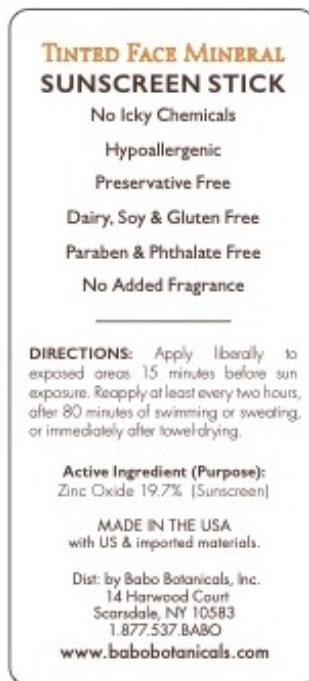 TINTED FACE MINERAL
SUNSCREEN STICK
No Icky Chemicals
Hypoallergenic
Preservative Free
Dairy, Soy & Gluten Free
Paraben & Phthalate Free
No Added Fragrance
DIRECTIONS: Apply liberally to
exposed areas 15 minutes before sun
exposure. Reapply at least every two hours,
after 80 minutes of swimming or sweating,
or immediately after towel-drying.
Active Ingredient (Purpose):
Zinc Oxide 19.7% (Sunscreen)
MADE IN THE USA
with US & imported materials.
Dist: by Babo Botanicals, Inc.
14 Harwood Court
Scarsdale, NY 10583
1.877.537.BABO
www.babobotanicals.com